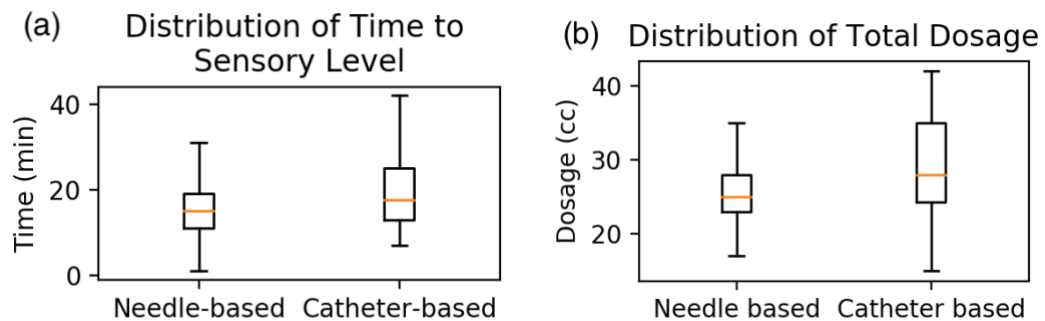 (a)
Distribution of Time to
Sensory Level
Time (min)
40
20
0
Needle-based
Catheter-based
(b)
Distribution of Total Dosage
Dosage (cc)
40
30
20
Needle based
Catheter based